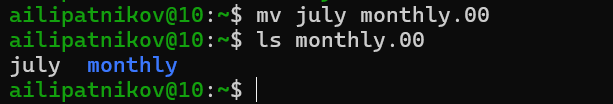 ailipatnikov@10:~$ mv july monthly.00
ailipatnikov@10:~$ ls monthly.00
july  monthly
ailipatnikov@10:~$